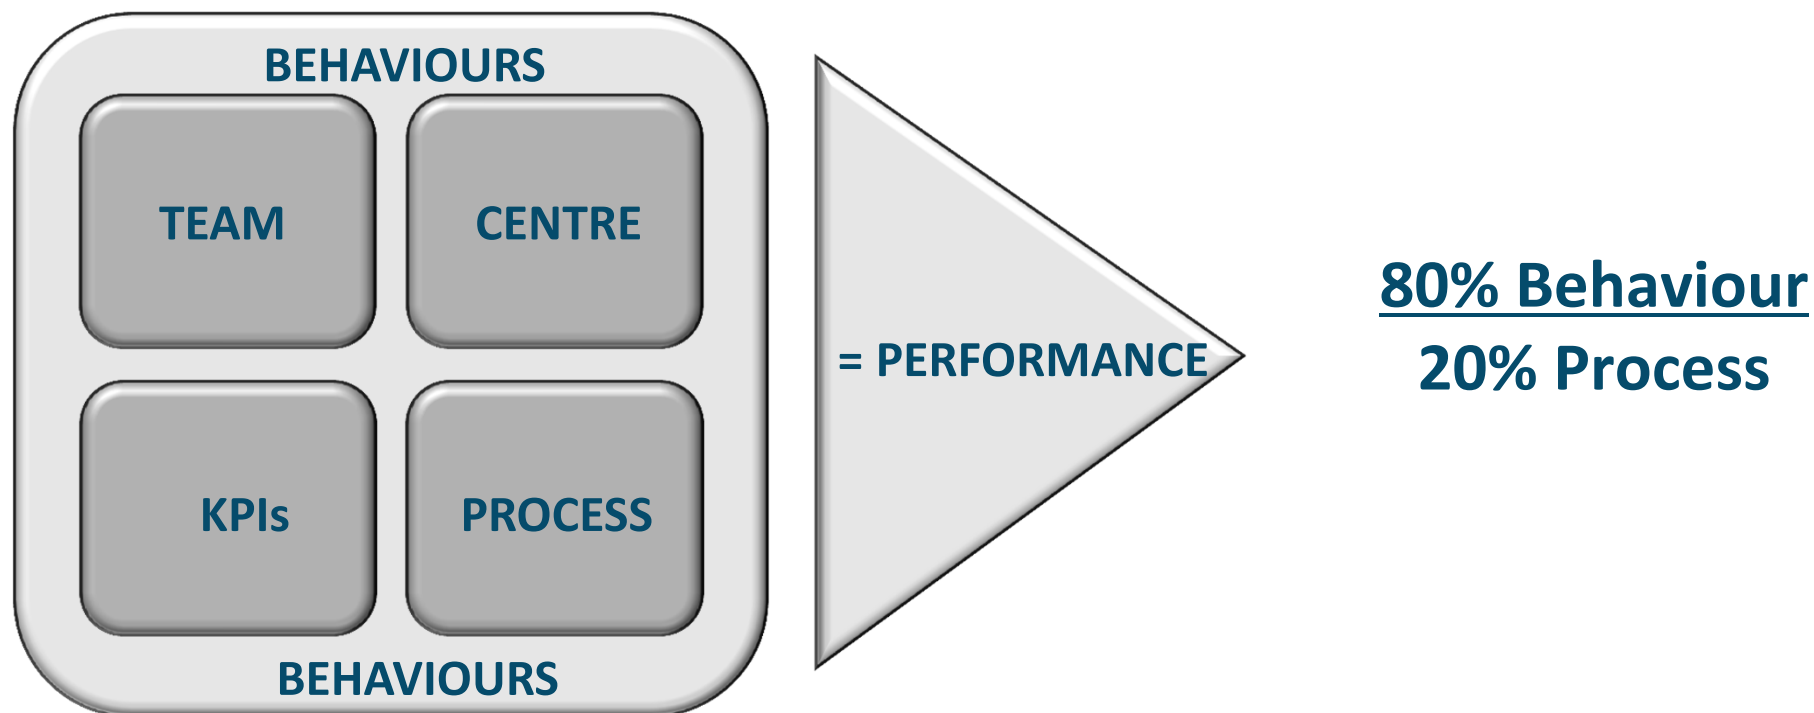 BEHAVIOURS
TEAM
CENTRE
KPIs
PROCESS
BEHAVIOURS
= PERFORMANCE
80% Behaviour
20% Process